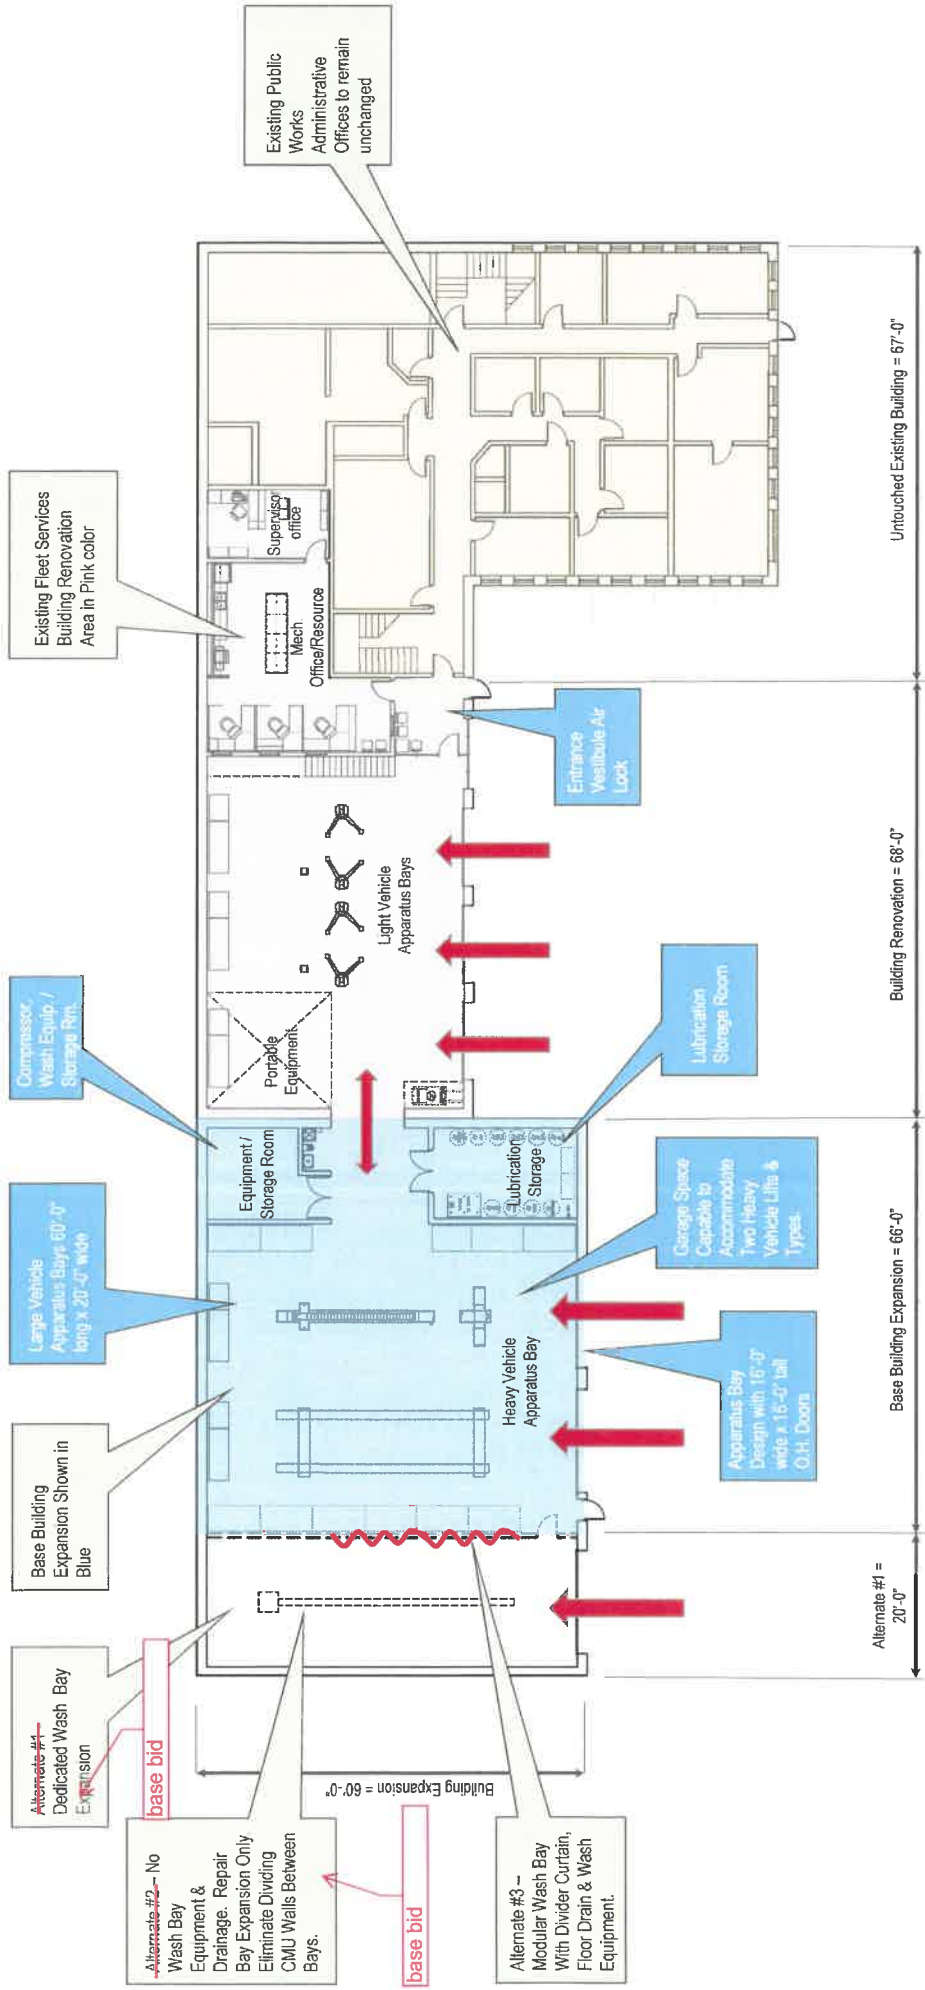 Alternate #1 –
Dedicated Wash Bay
Expansion
base bid
Alternate #2 – No
Wash Bay
Equipment &
Drainage. Repair
Bay Expansion Only
Eliminate Dividing
CMU Walls Between
Bays.
base bid
Alternate #3 –
Modular Wash Bay
With Divider Curtain,
Floor Drain & Wash
Equipment.
Building Expansion = 60'-0"
Base Building
Expansion Shown in
Blue
Large Vehicle
Apparatus Bays 60'-0"
long x 20'-0" wide
Compressor,
Wash Equip. /
Storage Rm.
Existing Fleet Services
Building Renovation
Area in Pink color
Existing Public
Works
Administrative
Offices to remain
unchanged
Equipment /
Storage Room
Portable
Equipment
Mech.
Office/Resource
Supervisor
office
Light Vehicle
Apparatus Bays
Heavy Vehicle
Apparatus Bay
Lubrication
Storage
Entrance
Vestibule Air
Lock
Lubrication
Storage Room
Garage Space
Capable to
Accommodate
Two Heavy
Vehicle Lifts &
Types.
Apparatus Bay
Design with 16'-0"
wide x 16'-0" tall
O.H. Doors
Alternate #1 =
20'-0"
Base Building Expansion = 66'-0"
Building Renovation = 68'-0"
Untouched Existing Building = 67'-0"